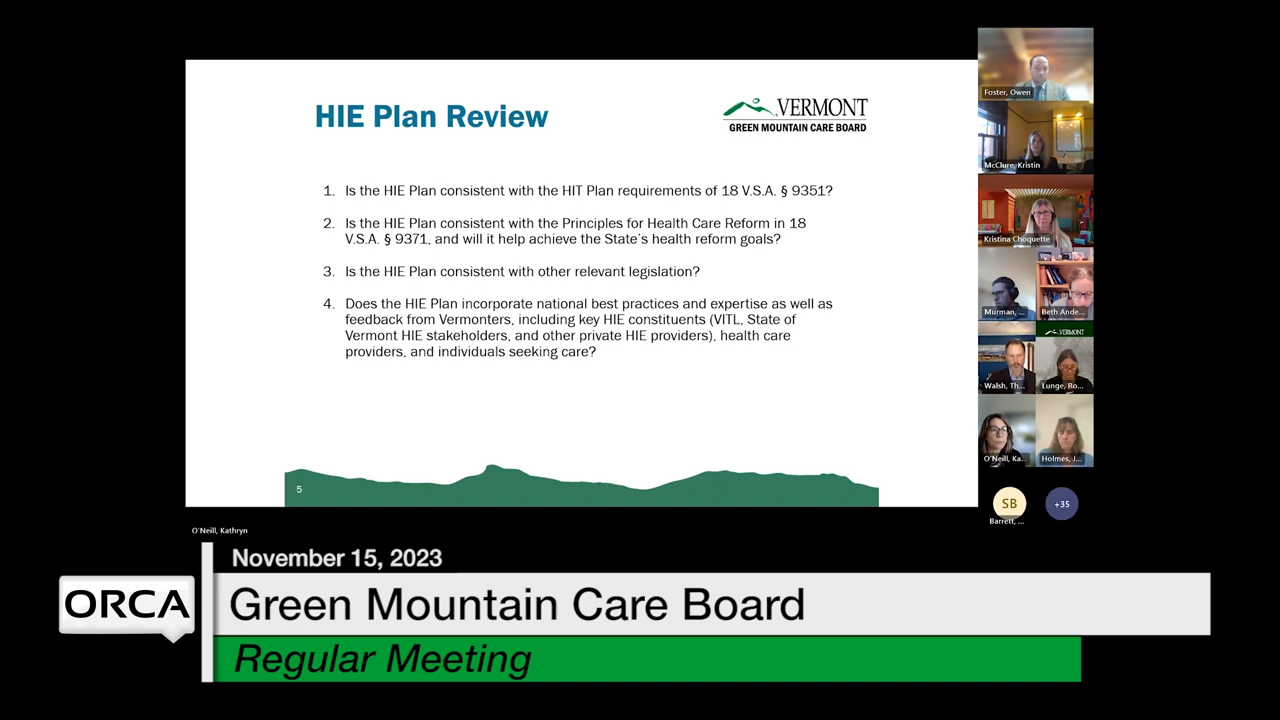 HIE Plan Review
VERMONT
GREEN MOUNTAIN CARE BOARD
1. Is the HIE Plan consistent with the HIT Plan requirements of 18 V.S.A. § 9351?
2. Is the HIE Plan consistent with the Principles for Health Care Reform in 18
V.S.A. § 9371, and will it help achieve the State's health reform goals?
3. Is the HIE Plan consistent with other relevant legislation?
4. Does the HIE Plan incorporate national best practices and expertise as well as
feedback from Vermonters, including key HIE constituents (VITL, State of
Vermont HIE stakeholders, and other private HIE providers), health care
providers, and individuals seeking care?
5
Foster, Owen
McClure, Kristin
Kristina Choquette
Murman, ...
Beth Ande...
VERMONT
Walsh, Th...
Lunge, Ro...
O'Neill, Ka...
Holmes, J...
SB
+35
Barrett, ...
O'Neill, Kathryn
November 15, 2023
ORCA
Green Mountain Care Board
Regular Meeting